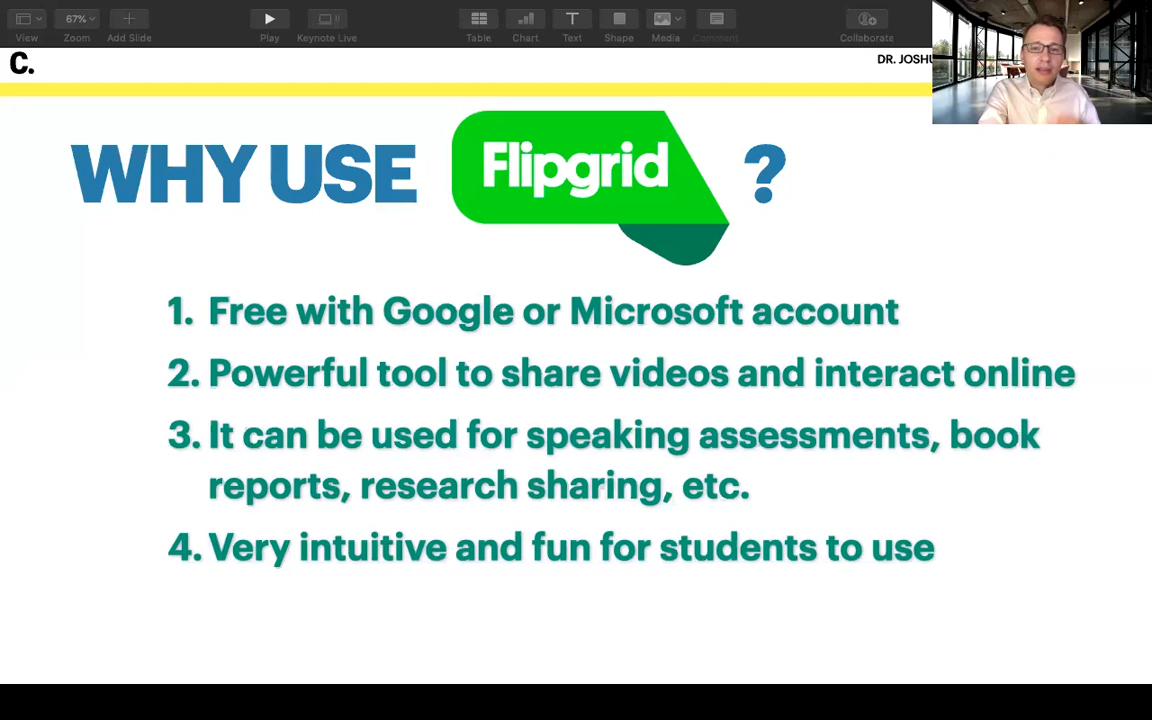 67%
View
Zoom
Add Slide
Play
Keynote Live
Table
Chart
Text
Shape
Media
Comment
Collaborate
C.
DR. JOSHU
WHY USE Flipgrid ?
1. Free with Google or Microsoft account
2. Powerful tool to share videos and interact online
3. It can be used for speaking assessments, book
reports, research sharing, etc.
4. Very intuitive and fun for students to use